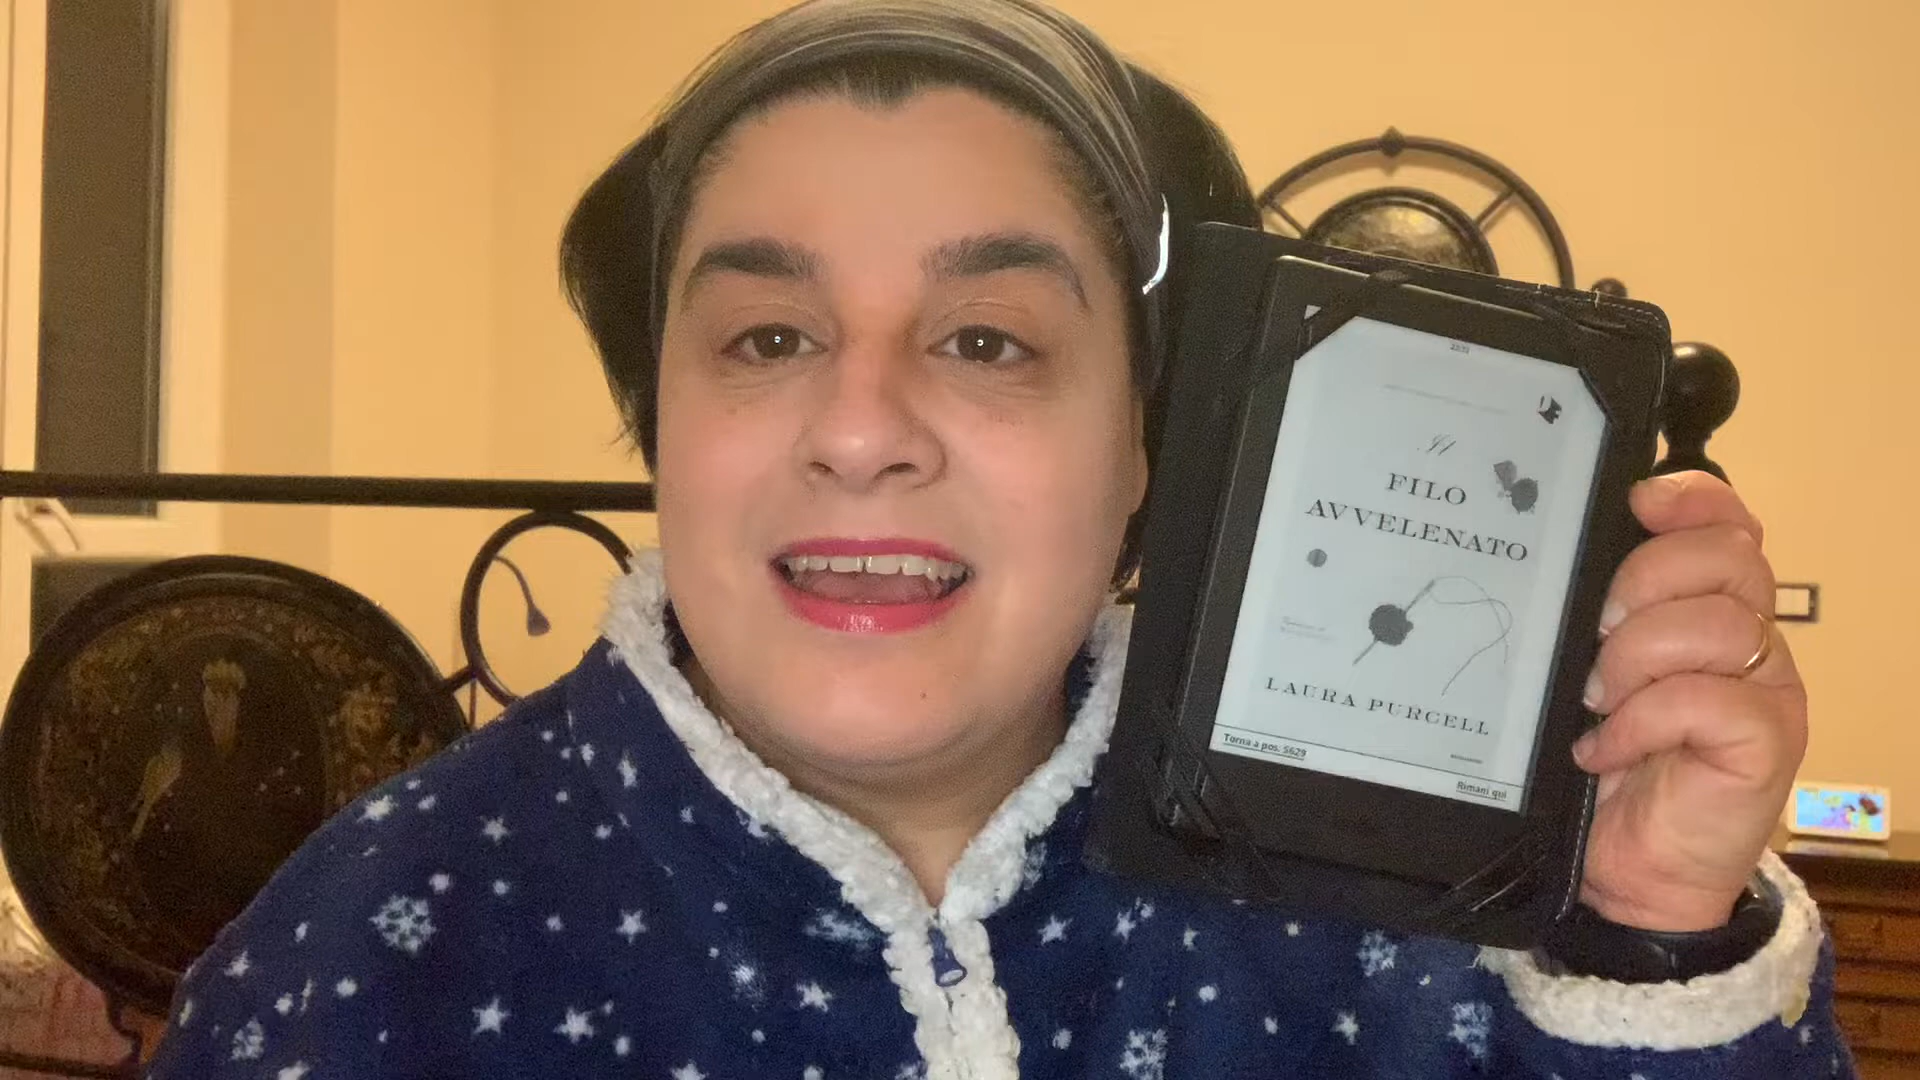 Il
FILO
AVVELENATO
LAURA PURCELL
Torna a pos. 5629
Rimani qui